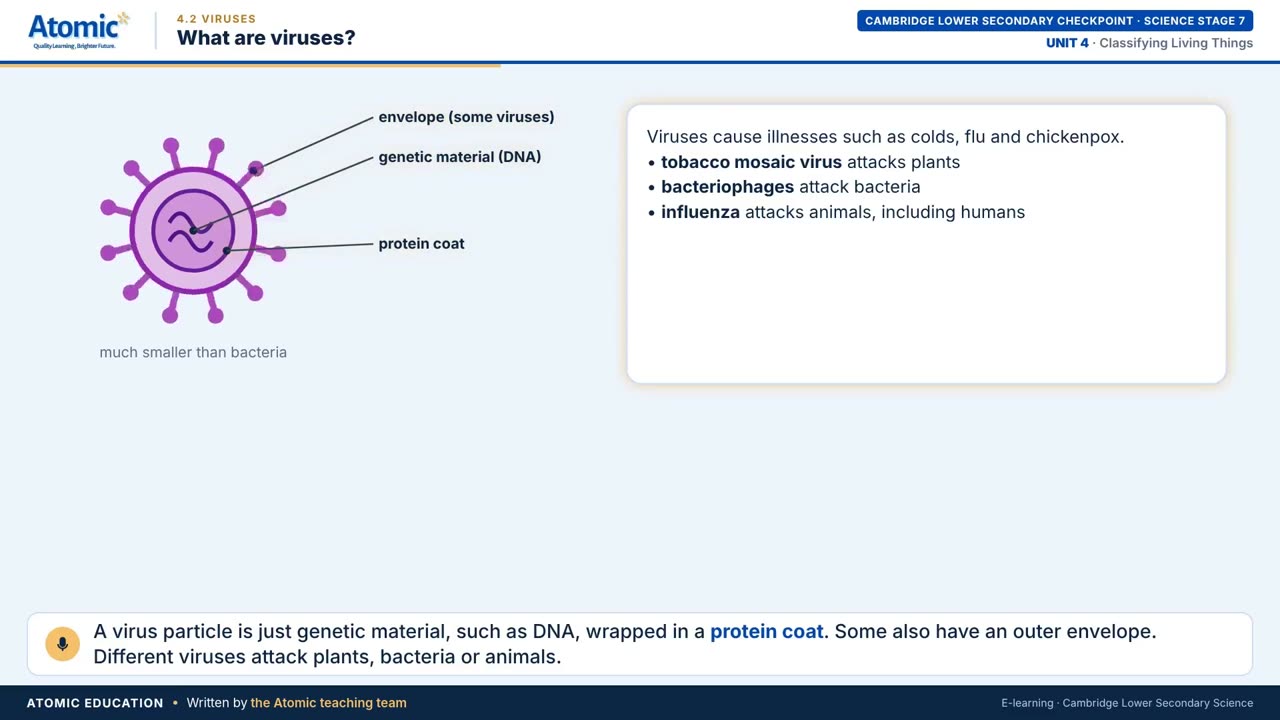 Atomic
Quality Learning, Brighter Future.
4.2 VIRUSES
What are viruses?
CAMBRIDGE LOWER SECONDARY CHECKPOINT · SCIENCE STAGE 7
UNIT 4 · Classifying Living Things
envelope (some viruses)
genetic material (DNA)
protein coat
much smaller than bacteria
Viruses cause illnesses such as colds, flu and chickenpox.
• tobacco mosaic virus attacks plants
• bacteriophages attack bacteria
• influenza attacks animals, including humans
A virus particle is just genetic material, such as DNA, wrapped in a protein coat. Some also have an outer envelope.
Different viruses attack plants, bacteria or animals.
ATOMIC EDUCATION • Written by the Atomic teaching team
E-learning · Cambridge Lower Secondary Science